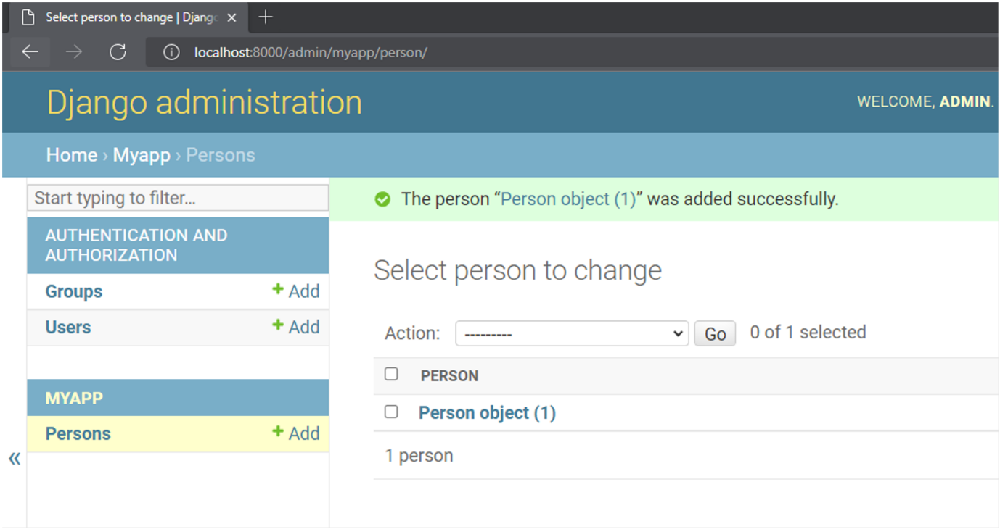 Select person to change | Django
localhost:8000/admin/myapp/person/
Django administration
WELCOME, ADMIN.
Home › Myapp › Persons
Start typing to filter...
The person “Person object (1)” was added successfully.
AUTHENTICATION AND
AUTHORIZATION
Groups + Add
Users + Add
MYAPP
Persons + Add
«
Select person to change
Action: --------- Go 0 of 1 selected
PERSON
Person object (1)
1 person